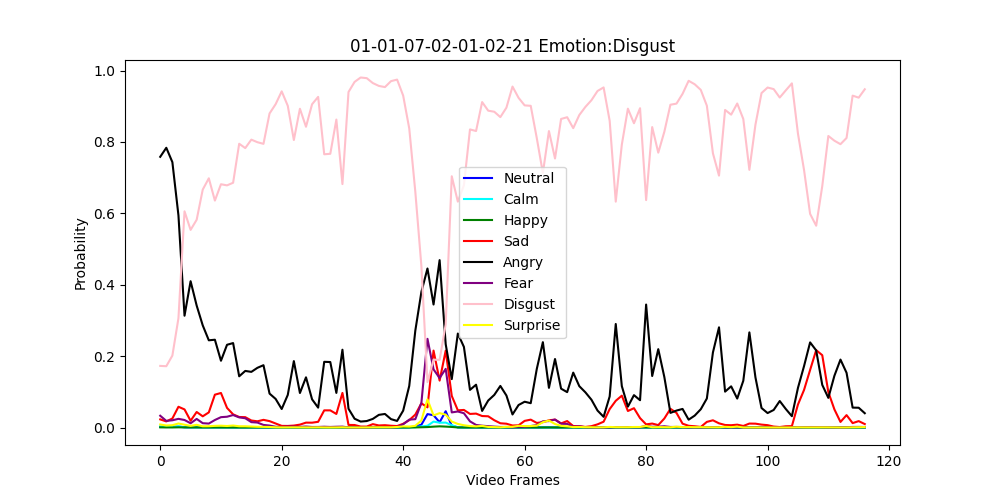 01-01-07-02-01-02-21 Emotion:Disgust
1.0
0.8
0.6
0.4
0.2
0.0
Probability
Neutral
Calm
Happy
Sad
Angry
Fear
Disgust
Surprise
0 20 40 60 80 100 120
Video Frames